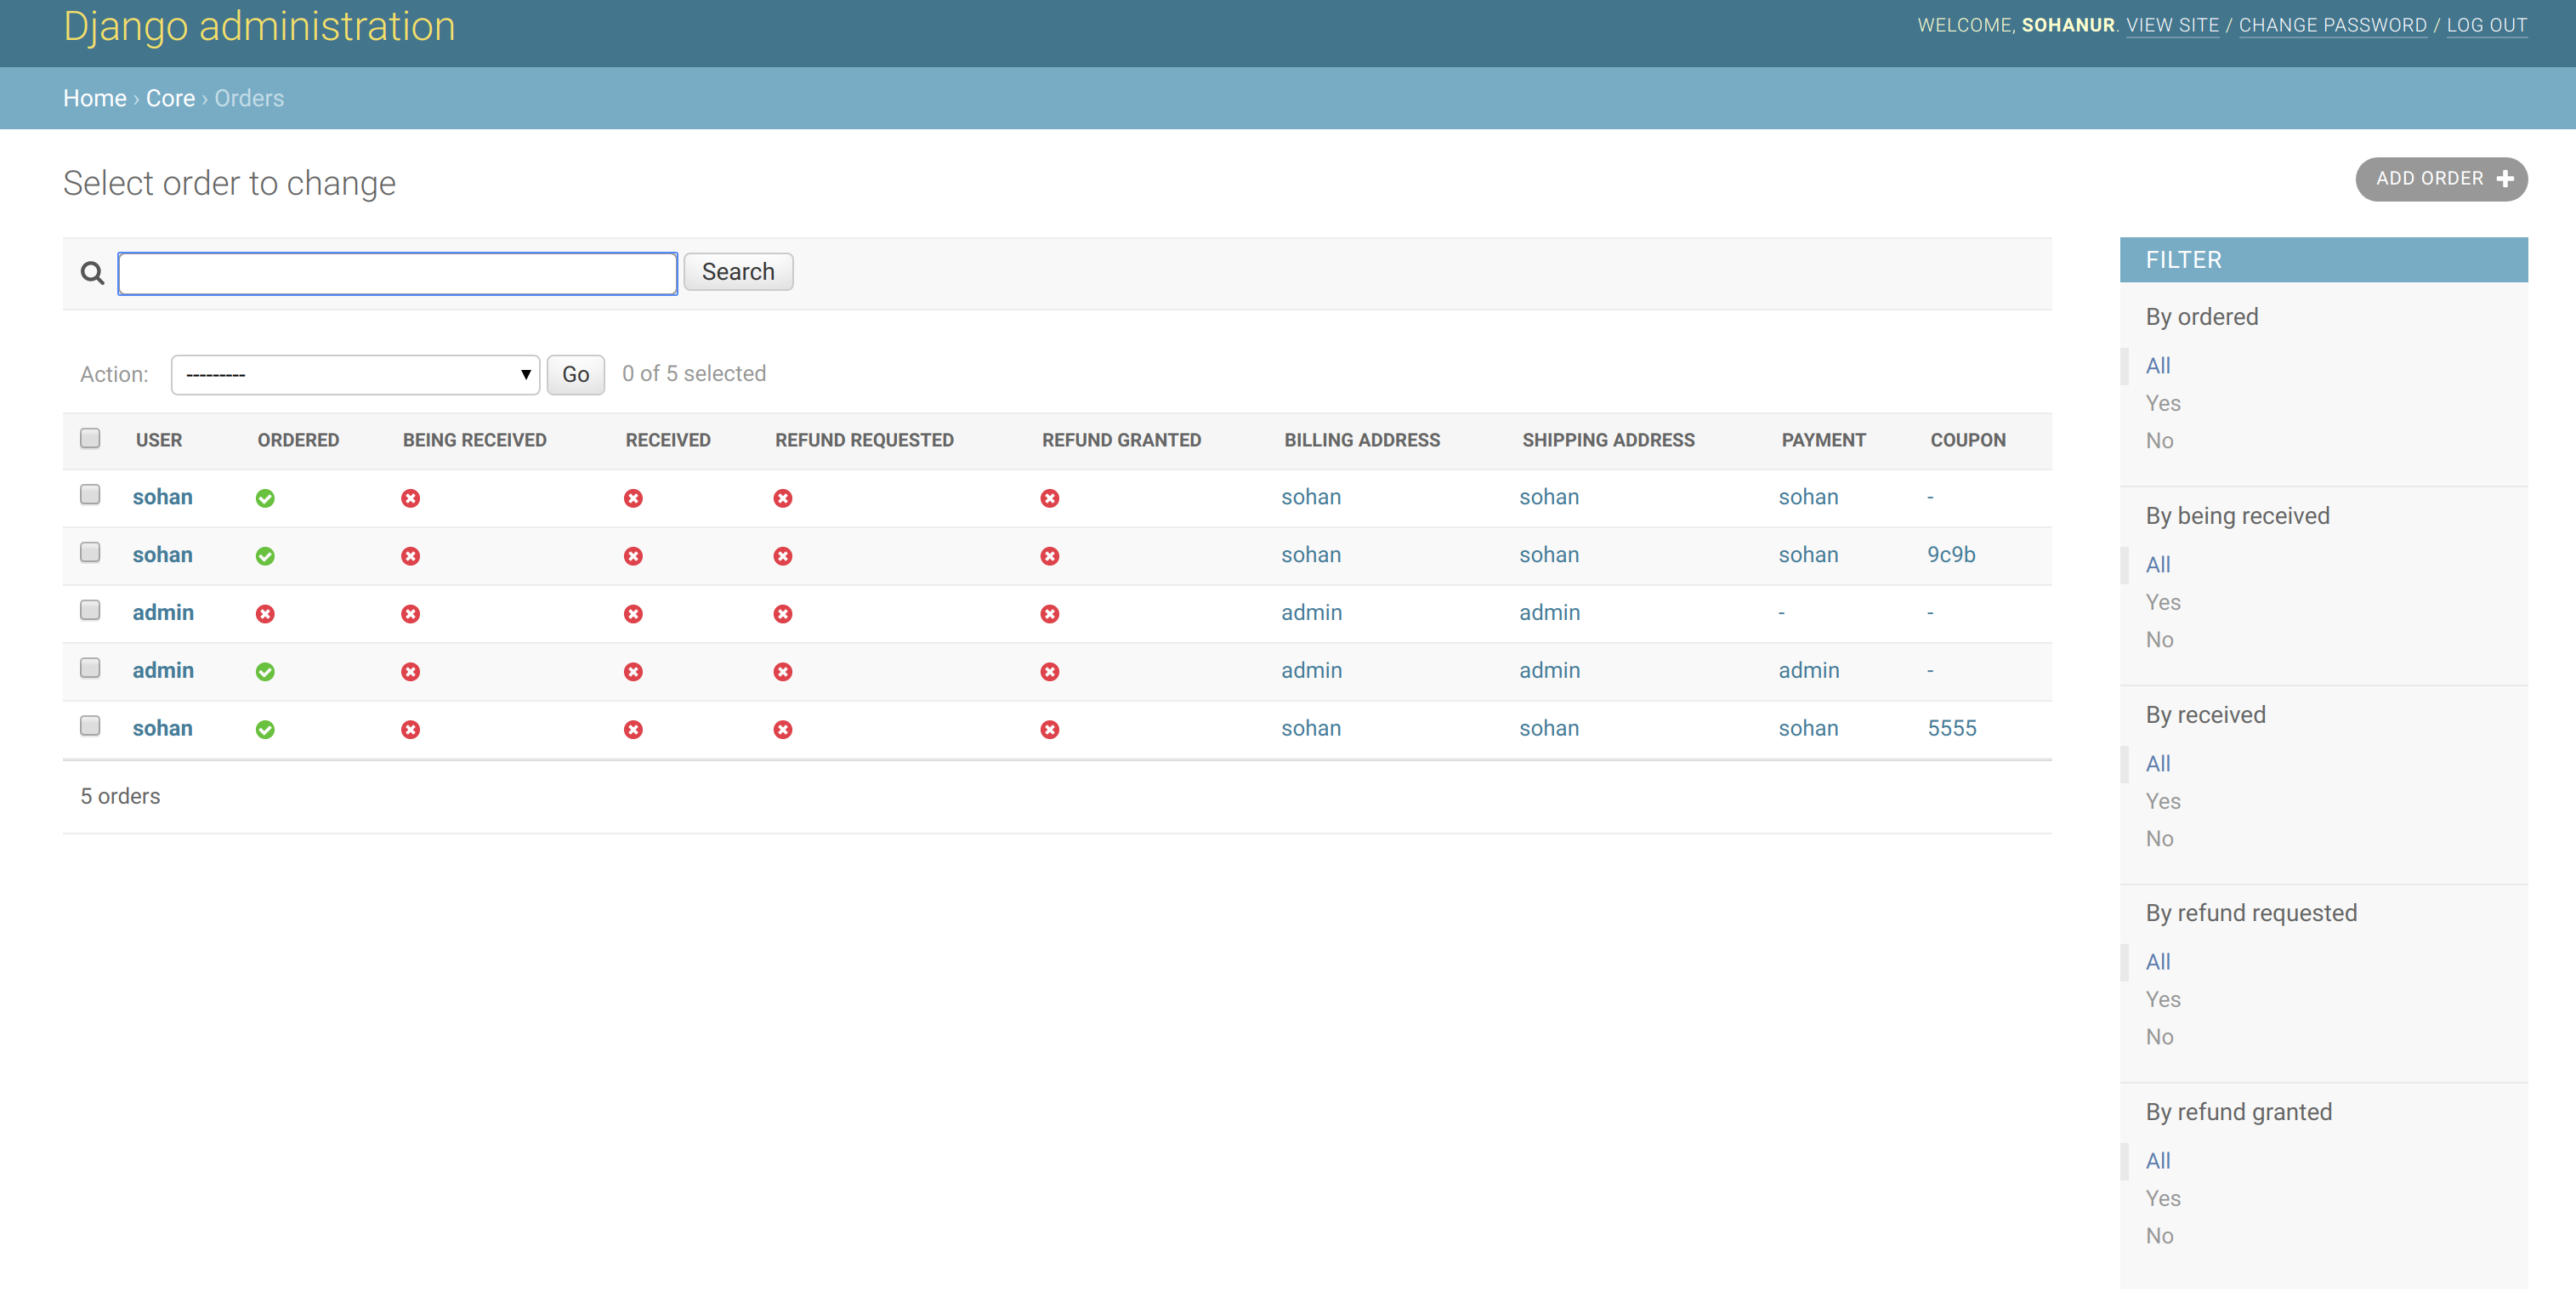 Django administration
WELCOME, SOHANUR. VIEW SITE / CHANGE PASSWORD / LOG OUT
Home › Core › Orders
Select order to change
ADD ORDER
Search
Action: --------- Go 0 of 5 selected
USER ORDERED BEING RECEIVED RECEIVED REFUND REQUESTED REFUND GRANTED BILLING ADDRESS SHIPPING ADDRESS PAYMENT COUPON
sohan sohan sohan sohan -
sohan sohan sohan sohan 9c9b
admin admin admin - -
admin admin admin admin -
sohan sohan sohan sohan 5555
5 orders
FILTER
By ordered
All
Yes
No
By being received
All
Yes
No
By received
All
Yes
No
By refund requested
All
Yes
No
By refund granted
All
Yes
No